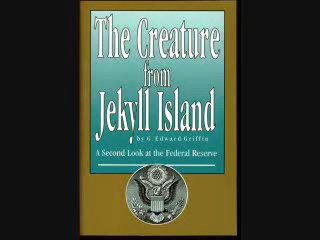 The Creature
from
Jekyll Island
by G. Edward Griffin
A Second Look at the Federal Reserve